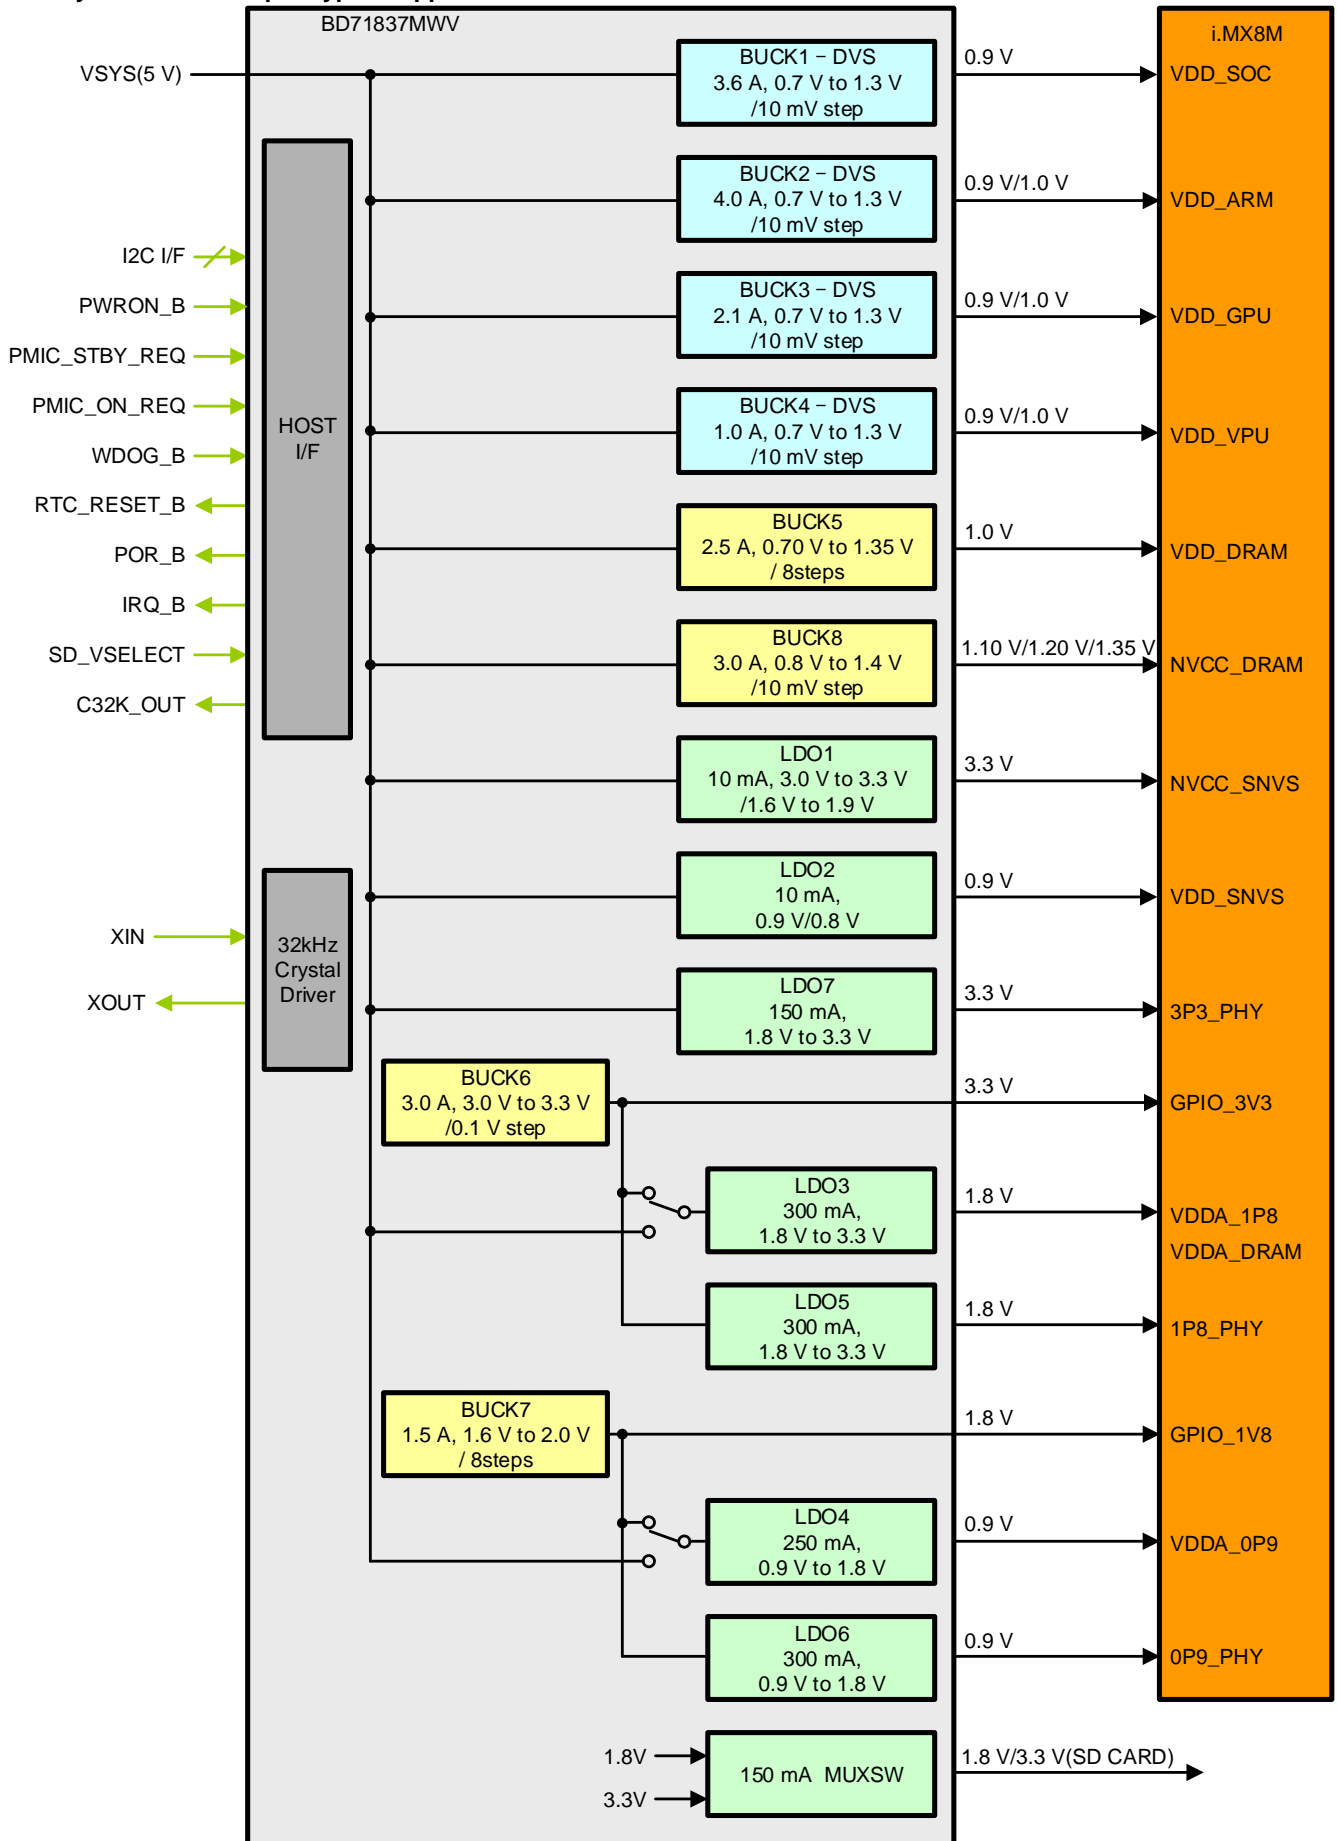 BD71837MWV
i.MX8M
VSYS(5 V)
BUCK1 – DVS
3.6 A, 0.7 V to 1.3 V
/10 mV step
0.9 V
VDD_SOC
BUCK2 – DVS
4.0 A, 0.7 V to 1.3 V
/10 mV step
0.9 V/1.0 V
VDD_ARM
I2C I/F
PWRON_B
BUCK3 – DVS
2.1 A, 0.7 V to 1.3 V
/10 mV step
0.9 V/1.0 V
VDD_GPU
PMIC_STBY_REQ
PMIC_ON_REQ
HOST
I/F
BUCK4 – DVS
1.0 A, 0.7 V to 1.3 V
/10 mV step
0.9 V/1.0 V
VDD_VPU
WDOG_B
RTC_RESET_B
POR_B
BUCK5
2.5 A, 0.70 V to 1.35 V
/ 8steps
1.0 V
VDD_DRAM
IRQ_B
SD_VSELECT
C32K_OUT
BUCK8
3.0 A, 0.8 V to 1.4 V
/10 mV step
1.10 V/1.20 V/1.35 V
NVCC_DRAM
LDO1
10 mA, 3.0 V to 3.3 V
/1.6 V to 1.9 V
3.3 V
NVCC_SNVS
LDO2
10 mA,
0.9 V/0.8 V
0.9 V
VDD_SNVS
XIN
XOUT
32kHz
Crystal
Driver
LDO7
150 mA,
1.8 V to 3.3 V
3.3 V
3P3_PHY
BUCK6
3.0 A, 3.0 V to 3.3 V
/0.1 V step
3.3 V
GPIO_3V3
LDO3
300 mA,
1.8 V to 3.3 V
1.8 V
VDDA_1P8
VDDA_DRAM
LDO5
300 mA,
1.8 V to 3.3 V
1.8 V
1P8_PHY
BUCK7
1.5 A, 1.6 V to 2.0 V
/ 8steps
1.8 V
GPIO_1V8
LDO4
250 mA,
0.9 V to 1.8 V
0.9 V
VDDA_0P9
LDO6
300 mA,
0.9 V to 1.8 V
0.9 V
0P9_PHY
1.8V
3.3V
150 mA MUXSW
1.8 V/3.3 V(SD CARD)